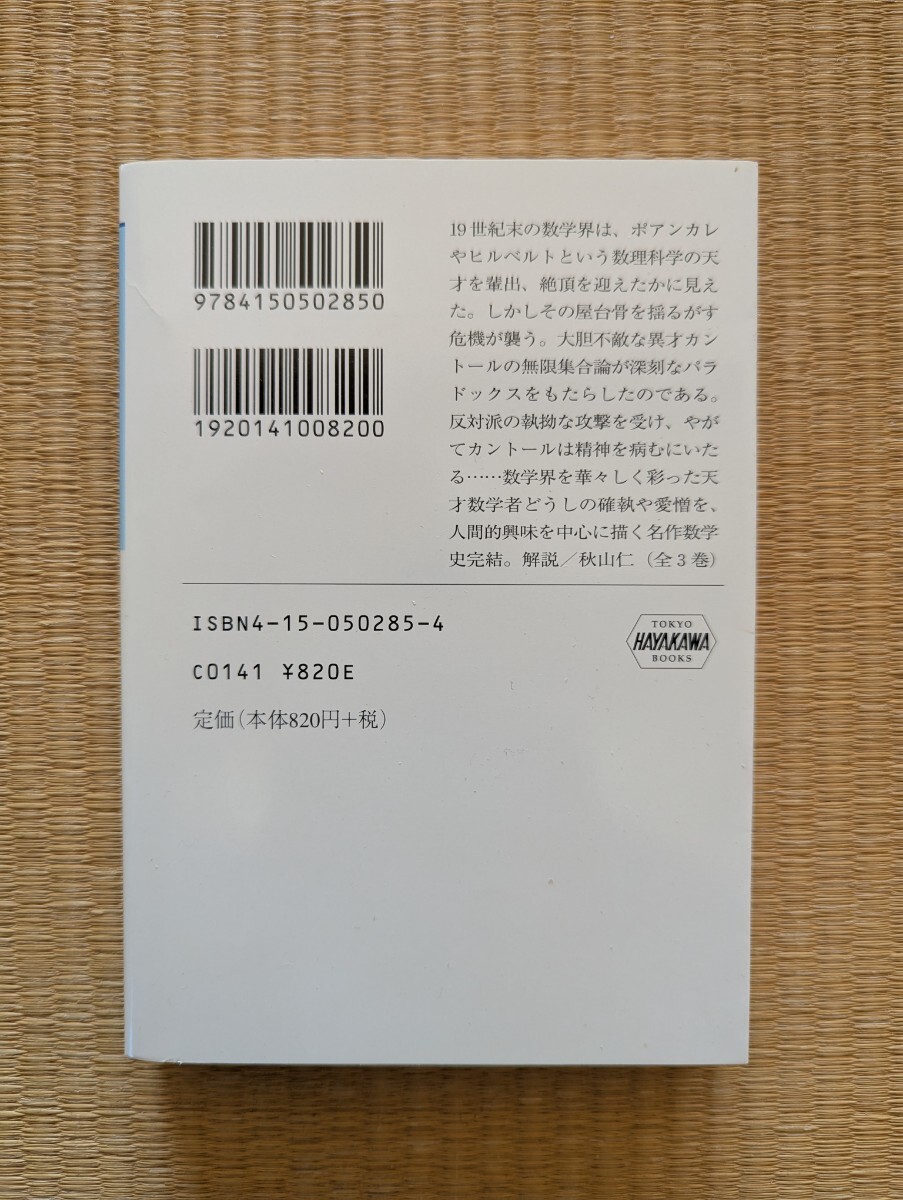 9784150502850
1920141008200
19世紀末の数学界は、ポアンカレ
やヒルベルトという数理科学の天
才を輩出、絶頂を迎えたかに見え
た。しかしその屋台骨を揺るがす
危機が襲う。大胆不敵な異才カント
ールの無限集合論が深刻なパラ
ドックスをもたらしたのである。
反対派の執拗な攻撃を受け、やが
てカントールは精神を病むにいた
る……数学界を華々しく彩った天
才数学者どうしの確執や愛憎を、
人間的興味を中心に描く名作数学
史完結。解説／秋山仁（全3巻）
ISBN4-15-050285-4
C0141 ¥820E
定価（本体820円+税）
TOKYO
HAYAKAWA
BOOKS